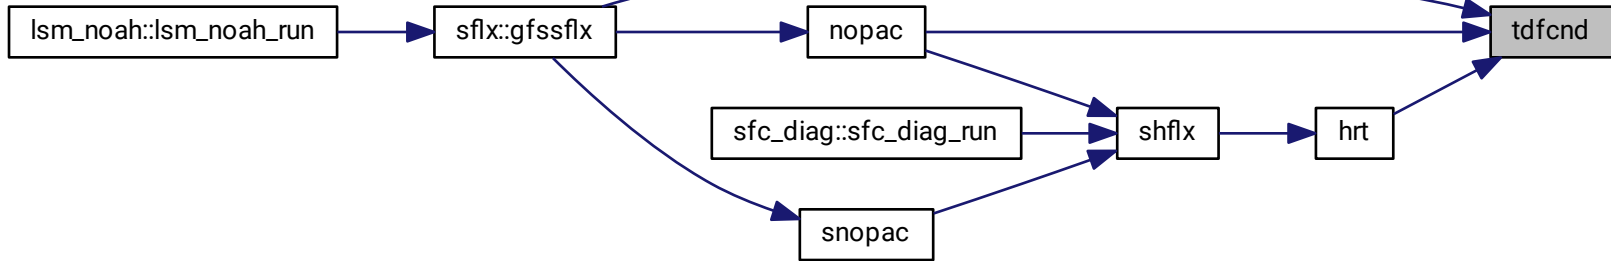 lsm_noah::lsm_noah_run
sflx::gfssflx
nopac
tdfcnd
sfc_diag::sfc_diag_run
shflx
hrt
snopac